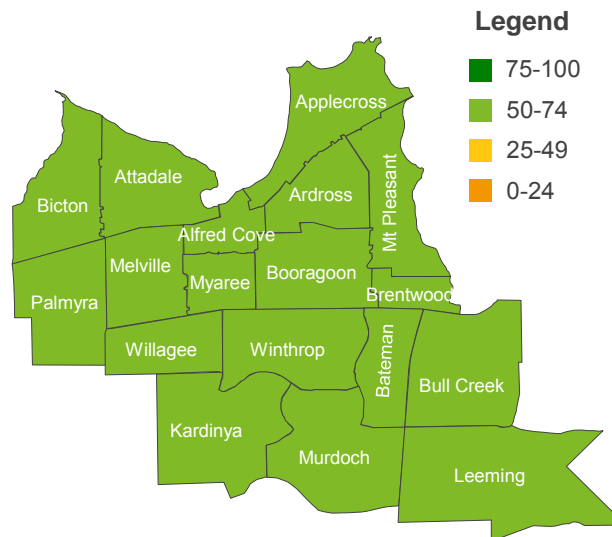 Legend
75-100
50-74
25-49
0-24
Applecross
Attadale
Ardross
Bicton
Mt Pleasant
Alfred Cove
Melville
Booragoon
Myaree
Palmyra
Brentwood
Willagee
Winthrop
Bateman
Bull Creek
Kardinya
Murdoch
Leeming